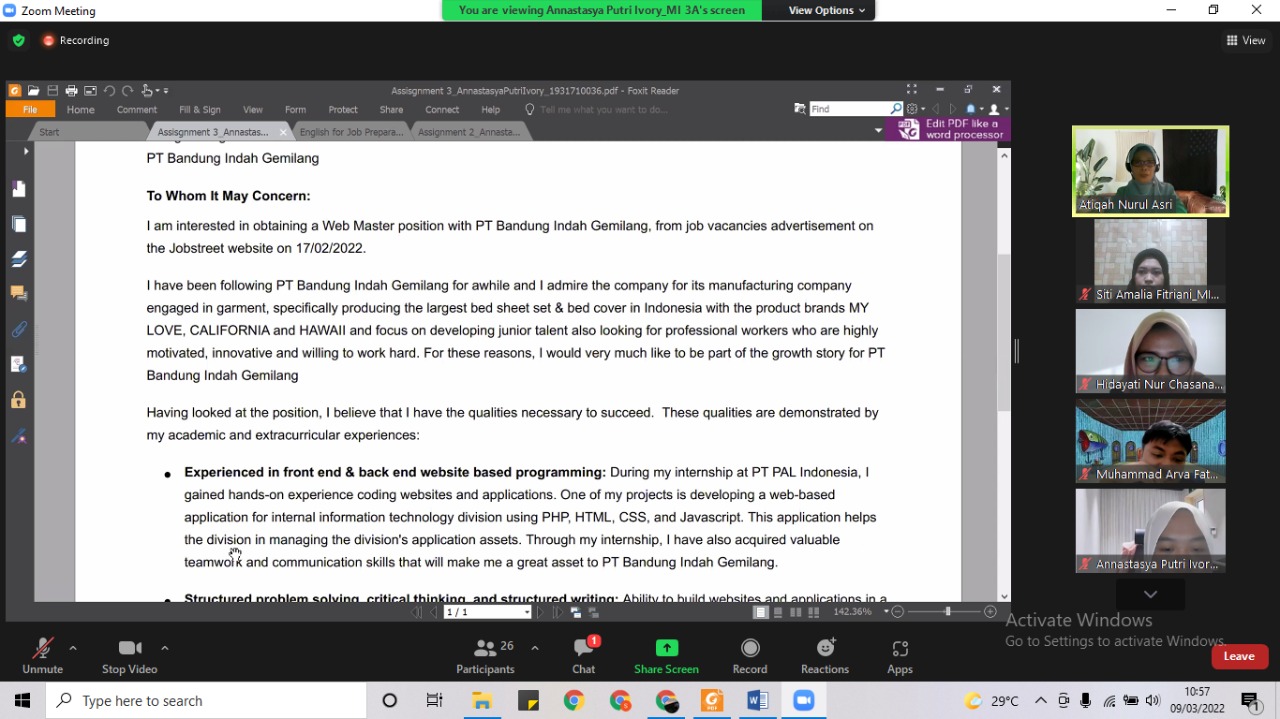 Zoom Meeting
You are viewing Annastasya Putri Ivory_MI 3A's screen
View Options
Recording
View
Assisgnment 3_AnnastasyaPutriIvory_1931710036.pdf - Foxit Reader
File Home Comment Fill & Sign View Form Protect Share Connect Help Tell me what you want to do... Find
Start Assisgnment 3_Annastas... English for Job Prepara... Assignment 2_Annasta...
Edit PDF like a
word processor
PT Bandung Indah Gemilang
To Whom It May Concern:
I am interested in obtaining a Web Master position with PT Bandung Indah Gemilang, from job vacancies advertisement on
the Jobstreet website on 17/02/2022.
I have been following PT Bandung Indah Gemilang for awhile and I admire the company for its manufacturing company
engaged in garment, specifically producing the largest bed sheet set & bed cover in Indonesia with the product brands MY
LOVE, CALIFORNIA and HAWAII and focus on developing junior talent also looking for professional workers who are highly
motivated, innovative and willing to work hard. For these reasons, I would very much like to be part of the growth story for PT
Bandung Indah Gemilang
Having looked at the position, I believe that I have the qualities necessary to succeed. These qualities are demonstrated by
my academic and extracurricular experiences:
• Experienced in front end & back end website based programming: During my internship at PT PAL Indonesia, I
gained hands-on experience coding websites and applications. One of my projects is developing a web-based
application for internal information technology division using PHP, HTML, CSS, and Javascript. This application helps
the division in managing the division's application assets. Through my internship, I have also acquired valuable
teamwork and communication skills that will make me a great asset to PT Bandung Indah Gemilang.
• Structured problem solving, critical thinking, and structured writing: Ability to build websites and applications in a
1 / 1
142.36%
Atiqah Nurul Asri
Siti Amalia Fitriani_MI...
Hidayati Nur Chasana...
Muhammad Arva Fat...
Annastasya Putri Ivor...
Activate Windows
Go to Settings to activate Windows.
Unmute
Stop Video
26
Participants
1
Chat
Share Screen
Record
Reactions
Apps
Leave
Type here to search
29°C
10:57
09/03/2022
1